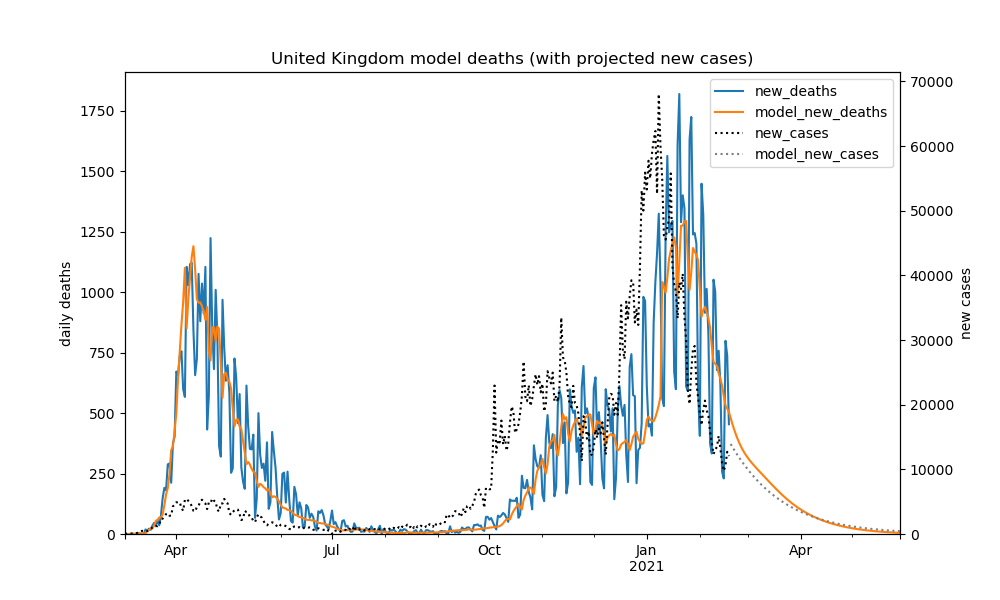 United Kingdom model deaths (with projected new cases)
new_deaths
model_new_deaths
new_cases
model_new_cases
daily deaths
1750
1500
1250
1000
750
500
250
0
70000
60000
50000
40000
30000
20000
10000
0
new cases
Apr
Jul
Oct
Jan
2021
Apr